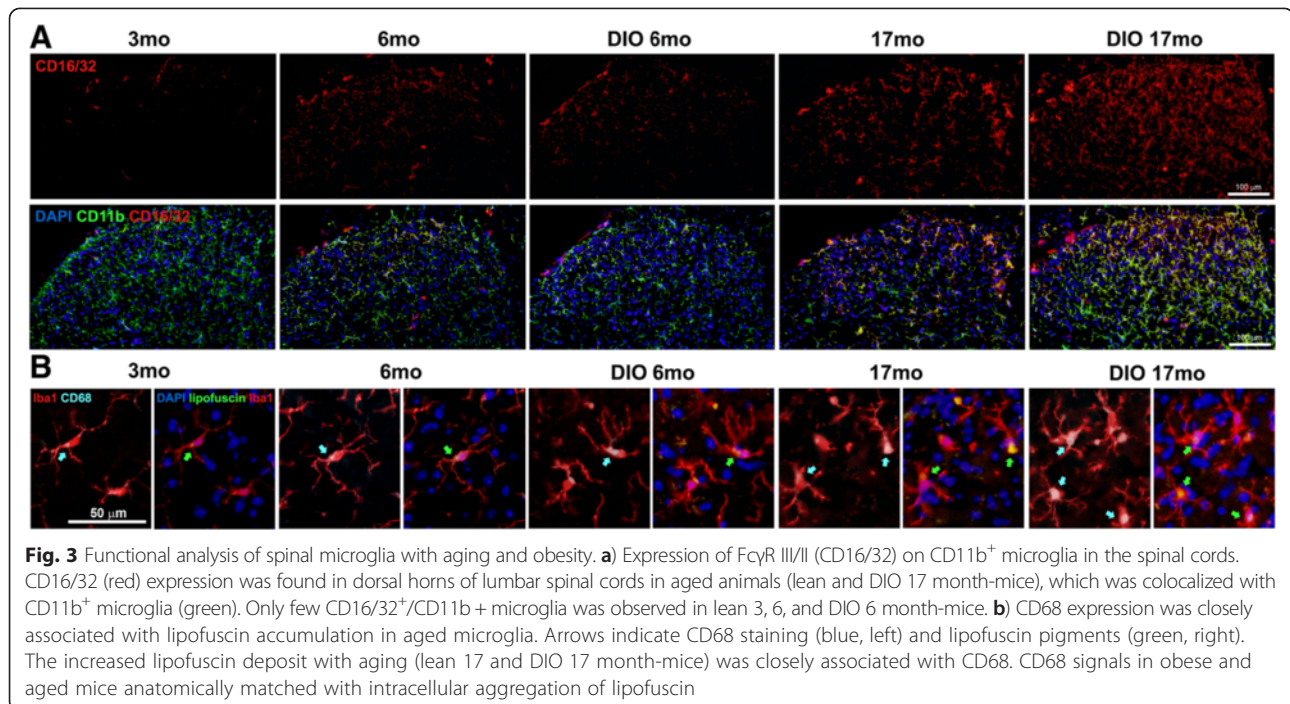 A
3mo 6mo DIO 6mo 17mo DIO 17mo
CD16/32
100 µm
DAPI CD11b CD16/32
100 µm
B
3mo 6mo DIO 6mo 17mo DIO 17mo
Iba1 CD68 DAPI lipofuscin Iba1
50 µm
Fig. 3 Functional analysis of spinal microglia with aging and obesity. a) Expression of FcγR III/II (CD16/32) on CD11b⁺ microglia in the spinal cords.
CD16/32 (red) expression was found in dorsal horns of lumbar spinal cords in aged animals (lean and DIO 17 month-mice), which was colocalized with
CD11b⁺ microglia (green). Only few CD16/32⁺/CD11b + microglia was observed in lean 3, 6, and DIO 6 month-mice. b) CD68 expression was closely
associated with lipofuscin accumulation in aged microglia. Arrows indicate CD68 staining (blue, left) and lipofuscin pigments (green, right).
The increased lipofuscin deposit with aging (lean 17 and DIO 17 month-mice) was closely associated with CD68. CD68 signals in obese and
aged mice anatomically matched with intracellular aggregation of lipofuscin